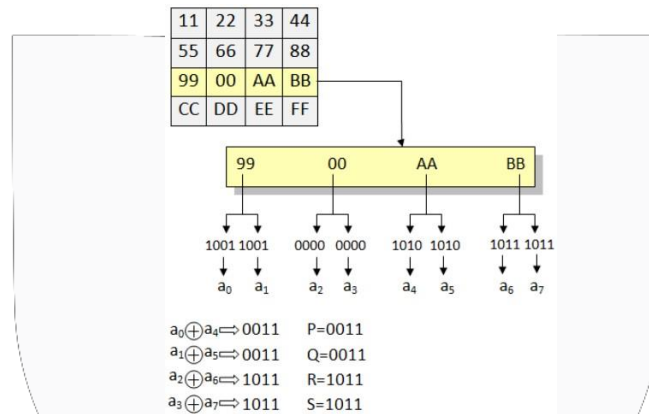 11 22 33 44
55 66 77 88
99 00 AA BB
CC DD EE FF
99 00 AA BB
1001 1001 0000 0000 1010 1010 1011 1011
a₀ a₁ a₂ a₃ a₄ a₅ a₆ a₇
a₀⊕a₄⇨0011 P=0011
a₁⊕a₅⇨0011 Q=0011
a₂⊕a₆⇨1011 R=1011
a₃⊕a₇⇨1011 S=1011